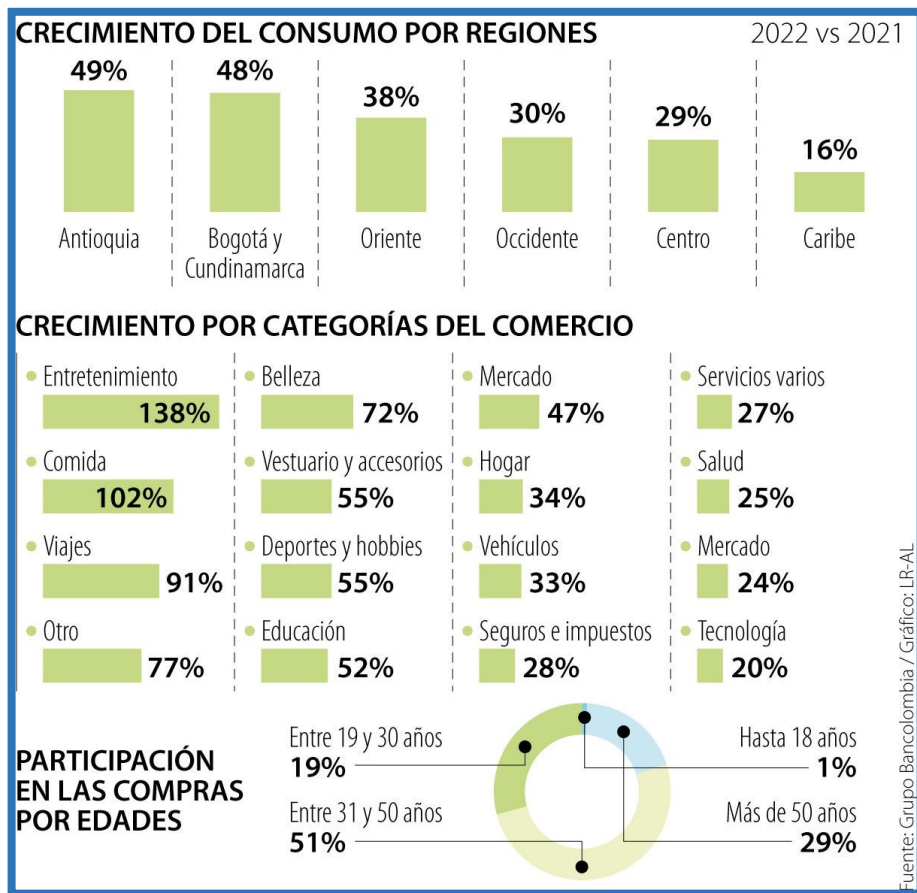 CRECIMIENTO DEL CONSUMO POR REGIONES
2022 vs 2021
49%
Antioquia
48%
Bogotá y
Cundinamarca
38%
Oriente
30%
Occidente
29%
Centro
16%
Caribe
CRECIMIENTO POR CATEGORÍAS DEL COMERCIO
Entretenimiento
138%
Comida
102%
Viajes
91%
Otro
77%
Belleza
72%
Vestuario y accesorios
55%
Deportes y hobbies
55%
Educación
52%
Mercado
47%
Hogar
34%
Vehículos
33%
Seguros e impuestos
28%
Servicios varios
27%
Salud
25%
Mercado
24%
Tecnología
20%
PARTICIPACIÓN
EN LAS COMPRAS
POR EDADES
Entre 19 y 30 años
19%
Entre 31 y 50 años
51%
Hasta 18 años
1%
Más de 50 años
29%
Fuente: Grupo Bancolombia / Gráfico: LR-AL